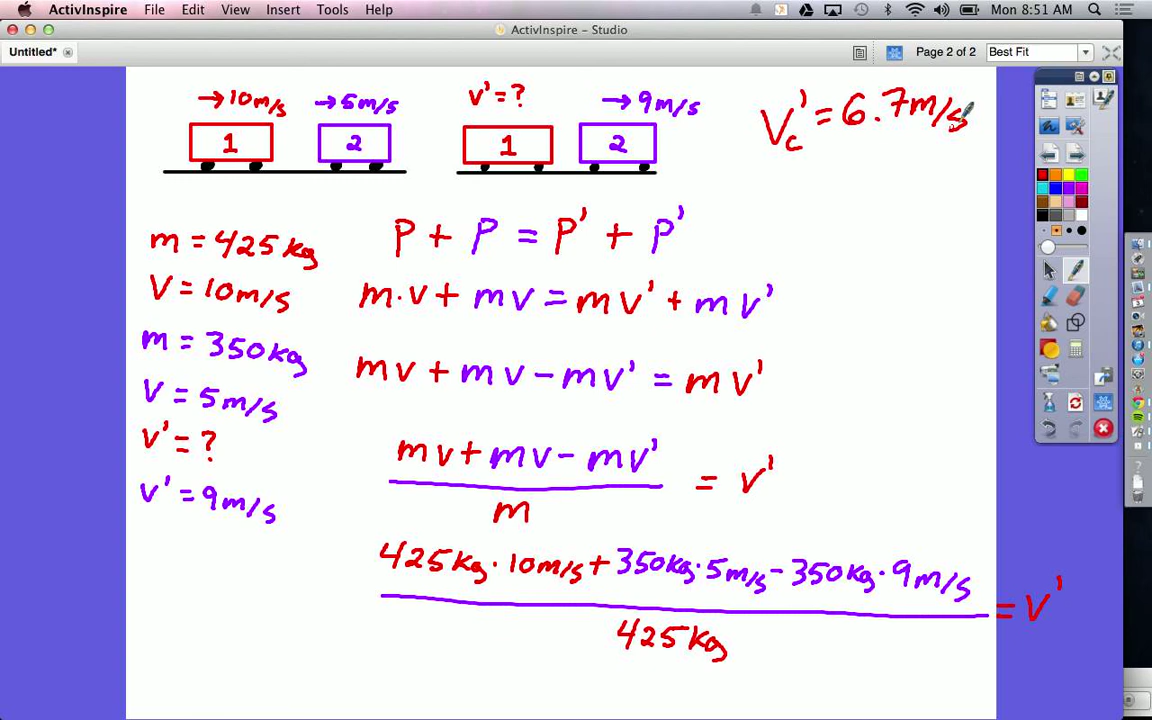 ActivInspire File Edit View Insert Tools Help Mon 8:51 AM
ActivInspire – Studio
Untitled* Page 2 of 2 Best Fit
→10m/s →5m/s v'=? →9m/s
1 2 1 2
Vc' = 6.7m/s
P + P = P' + P'
m = 425kg
V = 10m/s
m·v + mv = mv' + mv'
m = 350kg
mv + mv - mv' = mv'
V = 5m/s
v' = ?
v' = 9m/s
mv + mv - mv' = v'
m
425kg·10m/s + 350kg·5m/s - 350kg·9m/s = v'
425kg